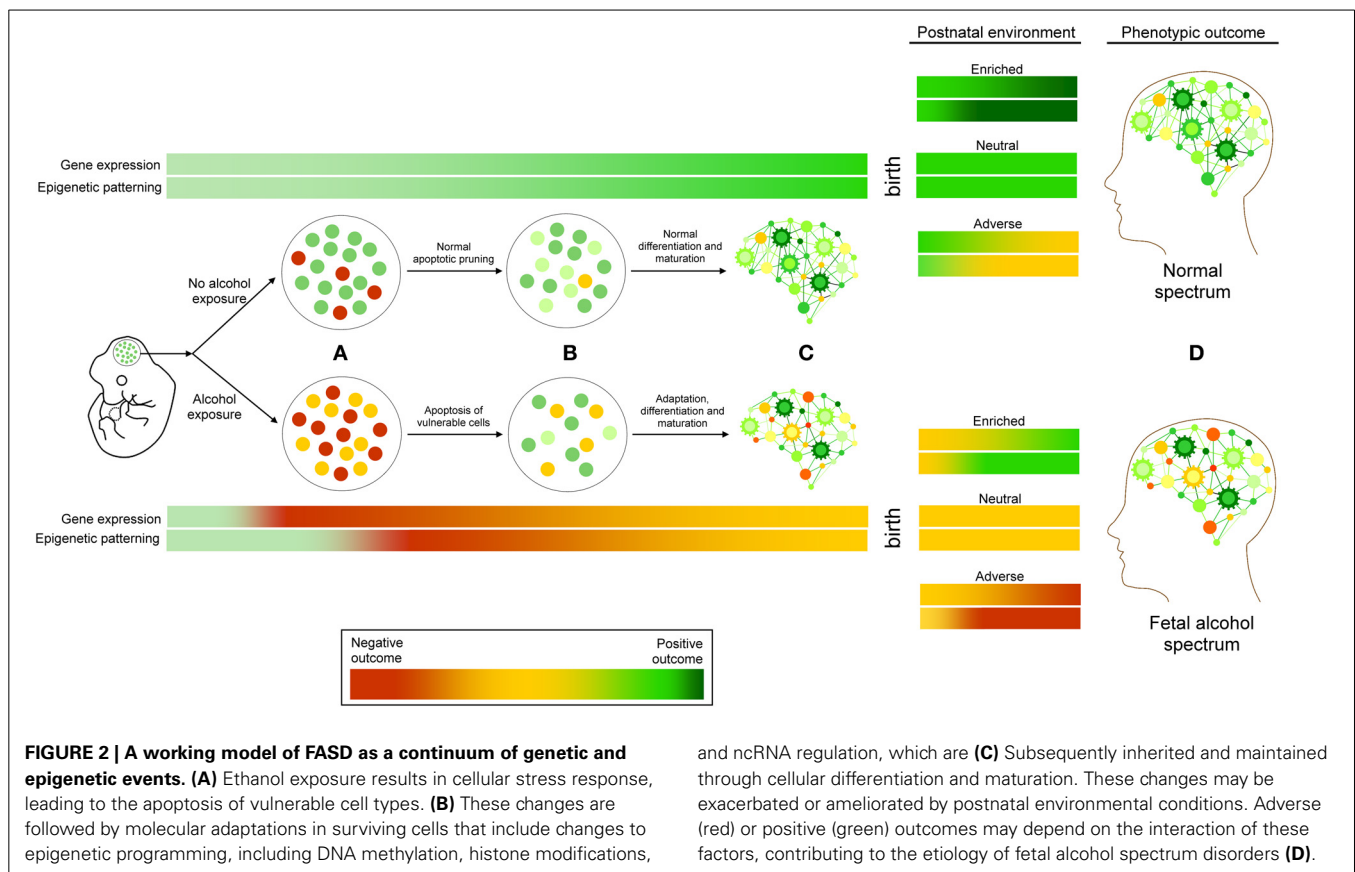 Postnatal environment
Phenotypic outcome
Enriched
Neutral
Adverse
Gene expression
Epigenetic patterning
birth
Normal
spectrum
No alcohol
exposure
Normal
apoptotic pruning
Normal
differentiation and
maturation
A
B
C
D
Alcohol
exposure
Apoptosis of
vulnerable cells
Adaptation,
differentiation and
maturation
Gene expression
Epigenetic patterning
birth
Enriched
Neutral
Adverse
Fetal alcohol
spectrum
Negative
outcome
Positive
outcome
FIGURE 2 | A working model of FASD as a continuum of genetic and
epigenetic events. (A) Ethanol exposure results in cellular stress response,
leading to the apoptosis of vulnerable cell types. (B) These changes are
followed by molecular adaptations in surviving cells that include changes to
epigenetic programming, including DNA methylation, histone modifications,
and ncRNA regulation, which are (C) Subsequently inherited and maintained
through cellular differentiation and maturation. These changes may be
exacerbated or ameliorated by postnatal environmental conditions. Adverse
(red) or positive (green) outcomes may depend on the interaction of these
factors, contributing to the etiology of fetal alcohol spectrum disorders (D).